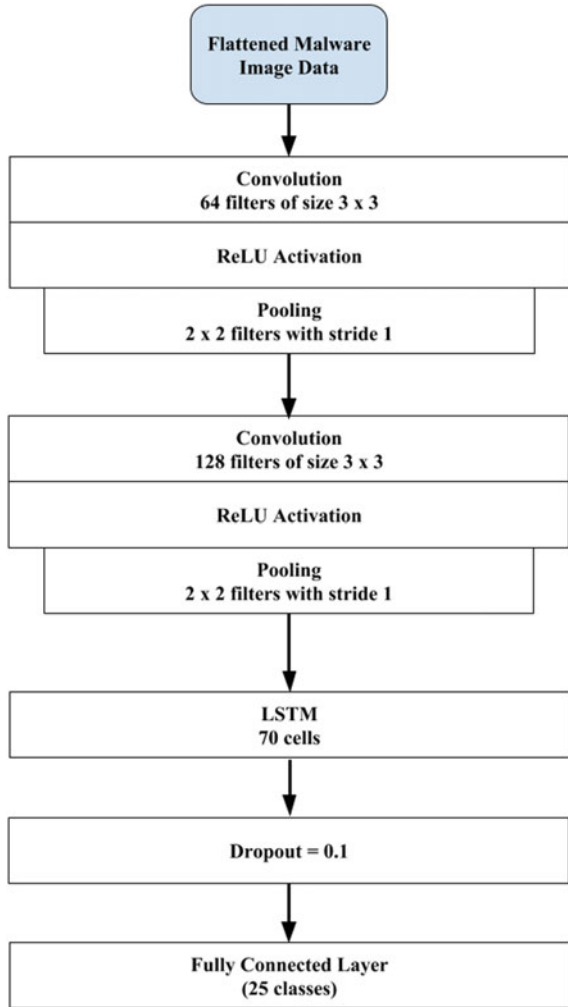 Flattened Malware
Image Data
Convolution
64 filters of size 3 x 3
ReLU Activation
Pooling
2 x 2 filters with stride 1
Convolution
128 filters of size 3 x 3
ReLU Activation
Pooling
2 x 2 filters with stride 1
LSTM
70 cells
Dropout = 0.1
Fully Connected Layer
(25 classes)